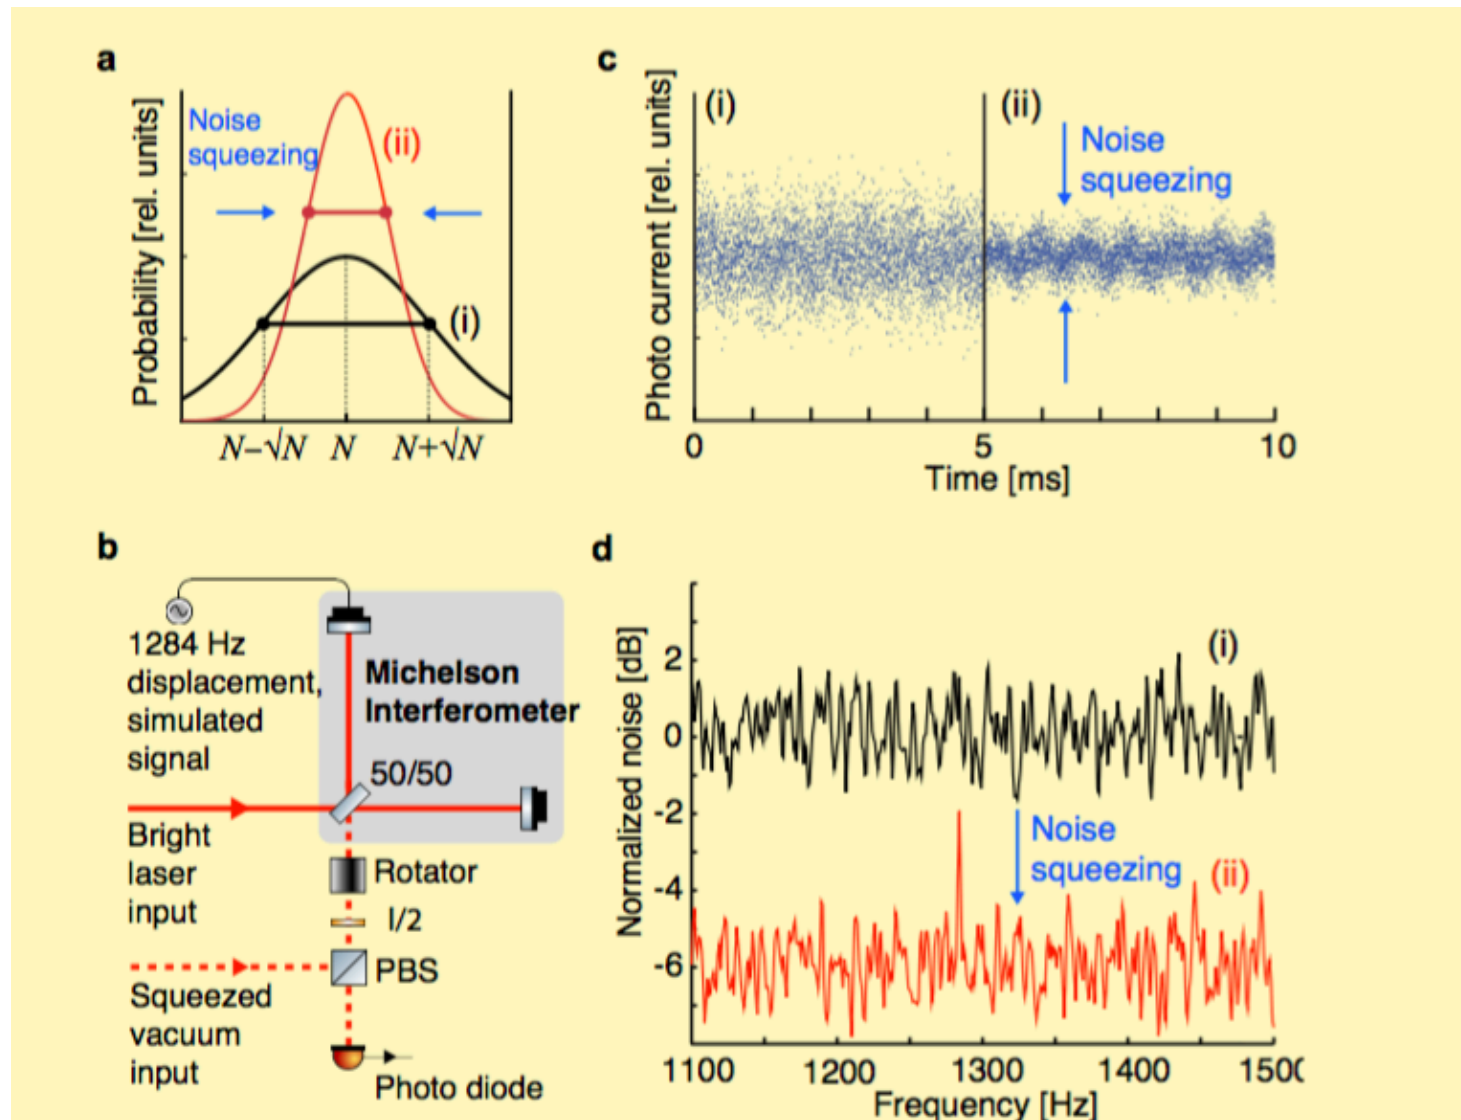 a
Probability [rel. units]
Noise
squeezing
(ii)
(i)
N−√N
N
N+√N
b
1284 Hz
displacement,
simulated
signal
Michelson
Interferometer
50/50
Bright
laser
input
Rotator
l/2
PBS
Squeezed
vacuum
input
Photo diode
c
Photo current [rel. units]
(i)
(ii)
Noise
squeezing
0
5
10
Time [ms]
d
Normalized noise [dB]
2
0
-2
-4
-6
(i)
Noise
squeezing
(ii)
1100
1200
1300
1400
1500
Frequency [Hz]